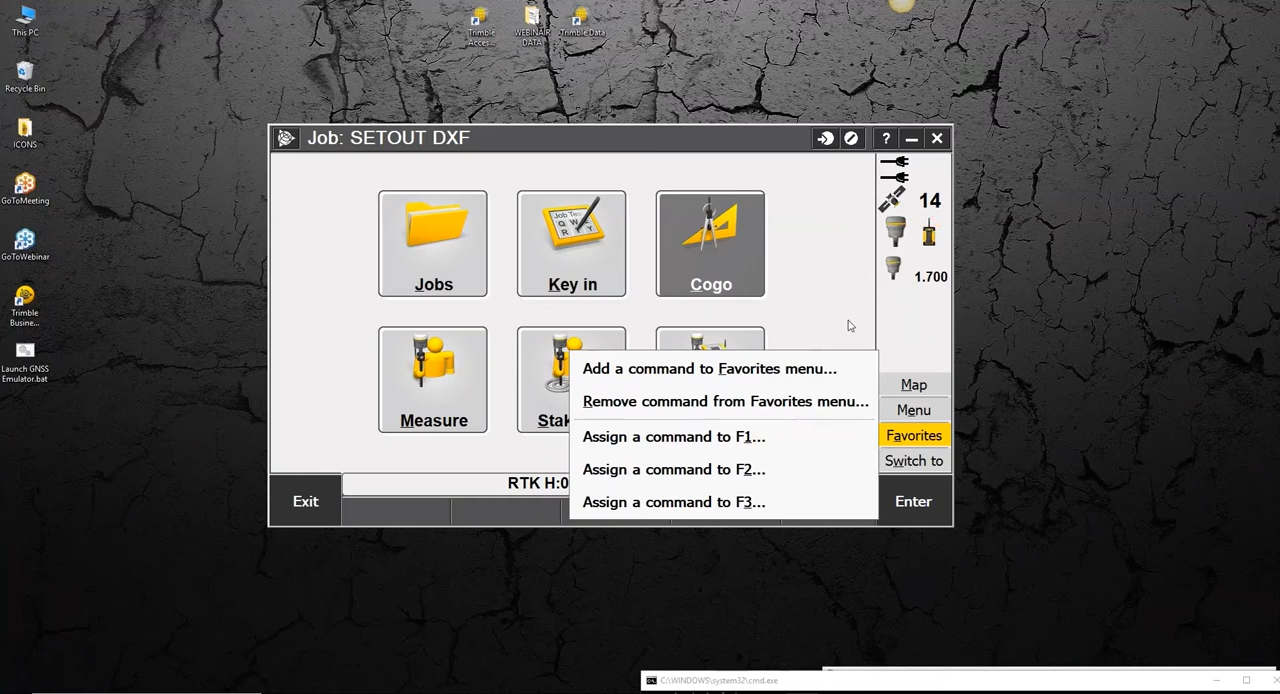 This PC
Recycle Bin
ICONS
GoToMeeting
GoToWebinar
Trimble
Busine...
Launch GNSS
Emulator.bat
Trimble
Acces...
WEBINAIR
DATA
Trimble Data
Job: SETOUT DXF
?
Jobs
Key in
Cogo
Measure
Stak
14
1.700
Map
Menu
Favorites
Switch to
Add a command to Favorites menu...
Remove command from Favorites menu...
Assign a command to F1...
Assign a command to F2...
Assign a command to F3...
RTK H:0
Exit
Enter
C:\WINDOWS\system32\cmd.exe